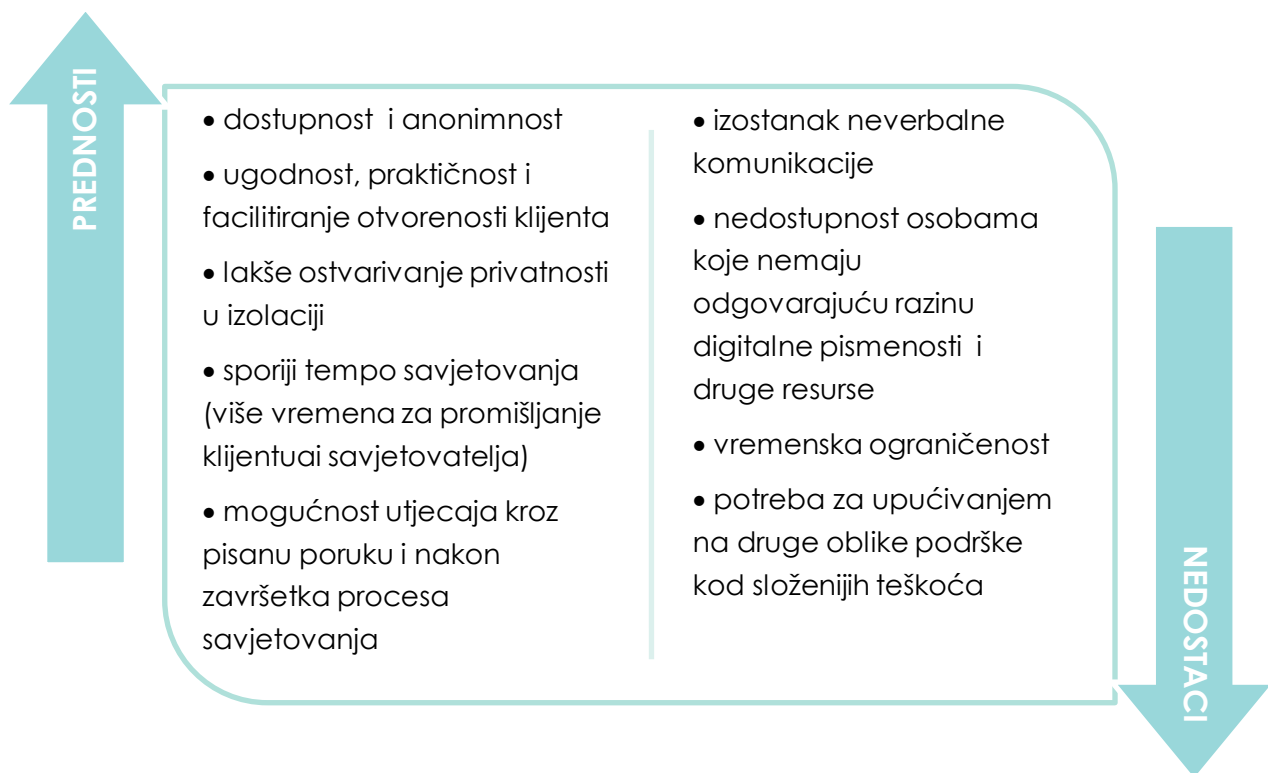 PREDNOSTI
• dostupnost i anonimnost
• ugodnost, praktičnost i
facilitiranje otvorenosti klijenta
• lakše ostvarivanje privatnosti
u izolaciji
• sporiji tempo savjetovanja
(više vremena za promišljanje
klijentuai savjetovatelja)
• mogućnost utjecaja kroz
pisanu poruku i nakon
završetka procesa
savjetovanja
• izostanak neverbalne
komunikacije
• nedostupnost osobama
koje nemaju
odgovarajuću razinu
digitalne pismenosti i
druge resurse
• vremenska ograničenost
• potreba za upućivanjem
na druge oblike podrške
kod složenijih teškoća
NEDOSTACI